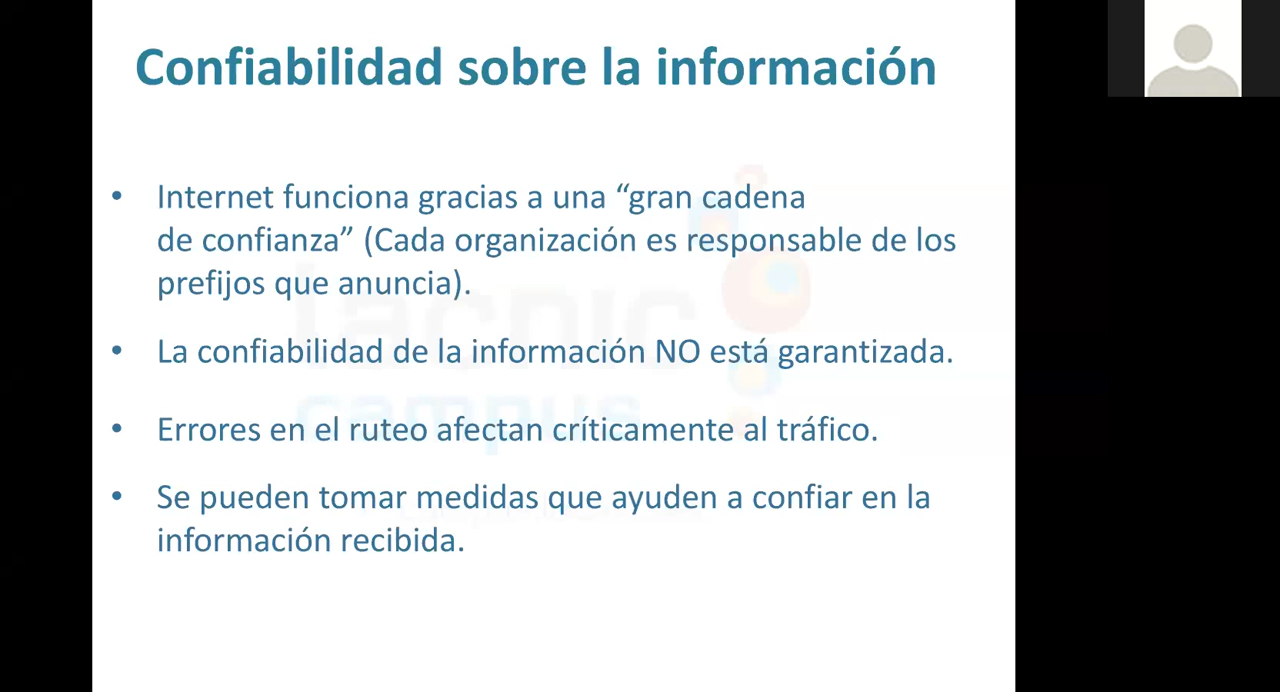 Confiabilidad sobre la información
• Internet funciona gracias a una “gran cadena
de confianza” (Cada organización es responsable de los
prefijos que anuncia).
• La confiabilidad de la información NO está garantizada.
• Errores en el ruteo afectan críticamente al tráfico.
• Se pueden tomar medidas que ayuden a confiar en la
información recibida.
lacnic
campus